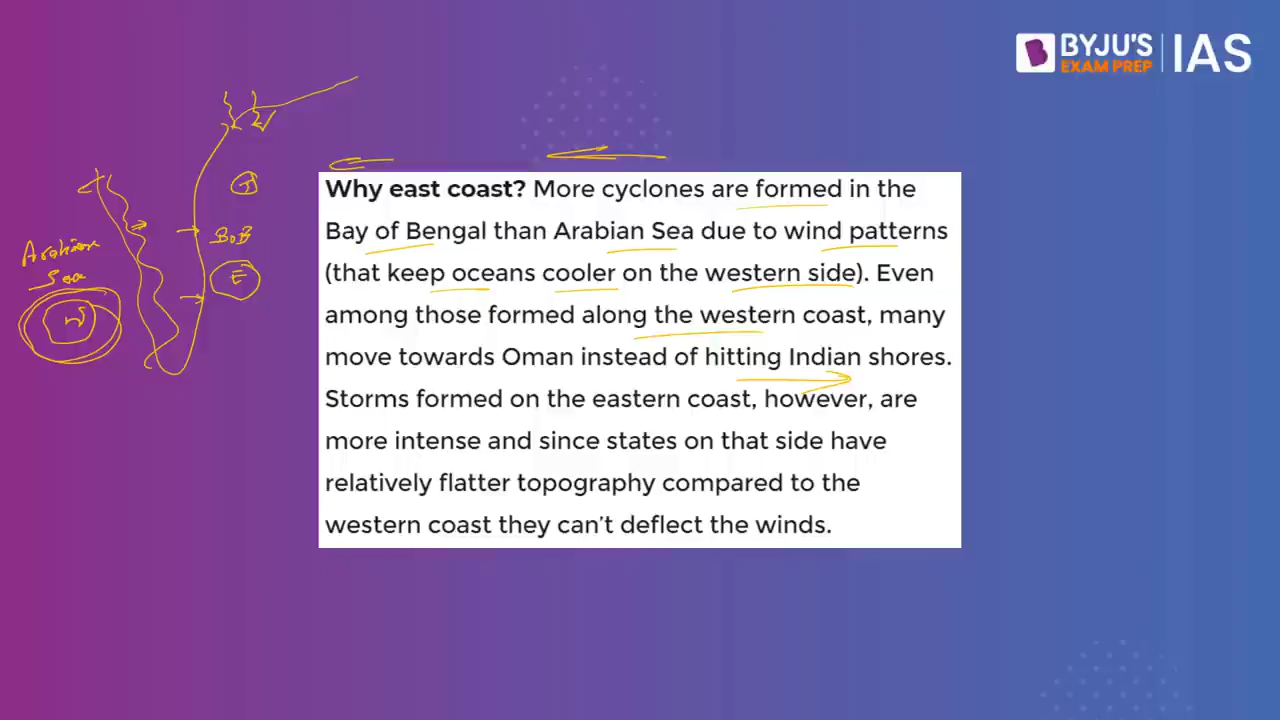 BYJU'S
EXAM PREP
IAS
Why east coast? More cyclones are formed in the
Bay of Bengal than Arabian Sea due to wind patterns
(that keep oceans cooler on the western side). Even
among those formed along the western coast, many
move towards Oman instead of hitting Indian shores.
Storms formed on the eastern coast, however, are
more intense and since states on that side have
relatively flatter topography compared to the
western coast they can’t deflect the winds.
BoB
Arabian
Sea
E